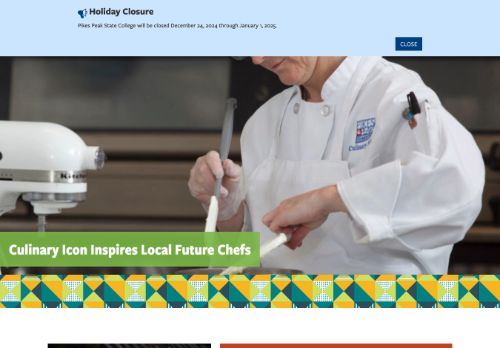 Holiday Closure
Pikes Peak State College will be closed December 24, 2024 through January 1, 2025.
CLOSE
Culinary Icon Inspires Local Future Chefs